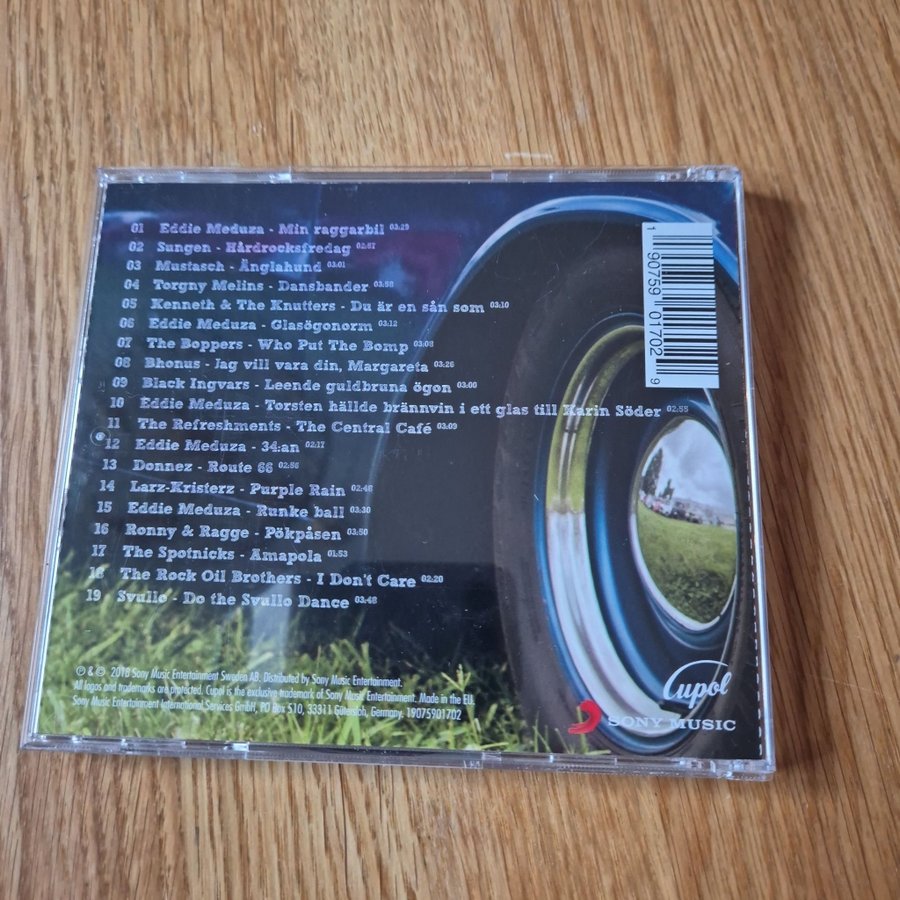 01 Eddie Meduza - Min raggarbil 03:29
02 Sungen - Hårdrocksfredag 02:57
03 Mustasch - Änglahund 03:01
04 Torgny Melins - Dansbander 03:58
05 Kenneth & The Knutters - Du är en sån som 03:10
06 Eddie Meduza - Glasögonorm 03:12
07 The Boppers - Who Put The Bomp 03:03
08 Bhonus - Jag vill vara din, Margareta 03:26
09 Black Ingvars - Leende guldbruna ögon 03:00
10 Eddie Meduza - Torsten hällde brännvin i ett glas till Karin Söder 02:55
11 The Refreshments - The Central Café 03:09
12 Eddie Meduza - 34:an 02:17
13 Donnez - Route 66 02:56
14 Larz-Kristerz - Purple Rain 02:48
15 Eddie Meduza - Runke ball 03:30
16 Ronny & Ragge - Pökpåsen 03:50
17 The Spotnicks - Amapola 01:53
18 The Rock Oil Brothers - I Don't Care 02:20
19 Svullo - Do the Svullo Dance 03:48
1 90759 01702 9
℗ & © 2018 Sony Music Entertainment Sweden AB. Distributed by Sony Music Entertainment.
All logos and trademarks are protected. Cupol is the exclusive trademark of Sony Music Entertainment. Made in the EU.
Sony Music Entertainment International Services GmbH, PO Box 510, 33311 Gütersloh, Germany. 19075901702
Cupol
SONY MUSIC